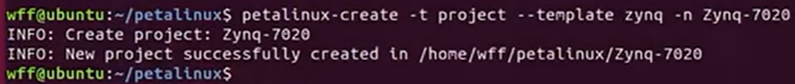 wff@ubuntu:~/petalinux$ petalinux-create -t project --template zynq -n Zynq-7020
INFO: Create project: Zynq-7020
INFO: New project successfully created in /home/wff/petalinux/Zynq-7020
wff@ubuntu:~/petalinux$